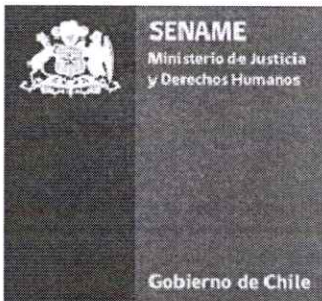 SENAME
Ministerio de Justicia
y Derechos Humanos
Gobierno de Chile